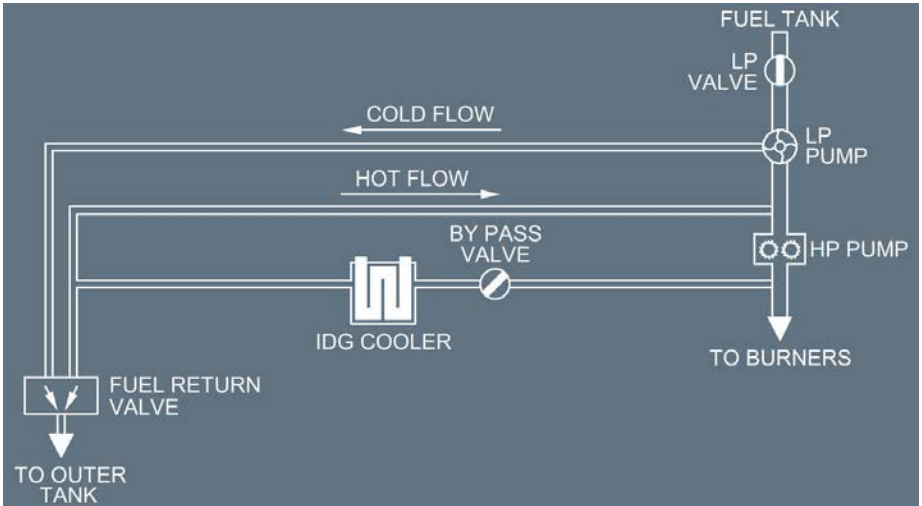 FUEL TANK
LP
VALVE
COLD FLOW
LP
PUMP
HOT FLOW
BY PASS
VALVE
HP PUMP
IDG COOLER
TO BURNERS
FUEL RETURN
VALVE
TO OUTER
TANK